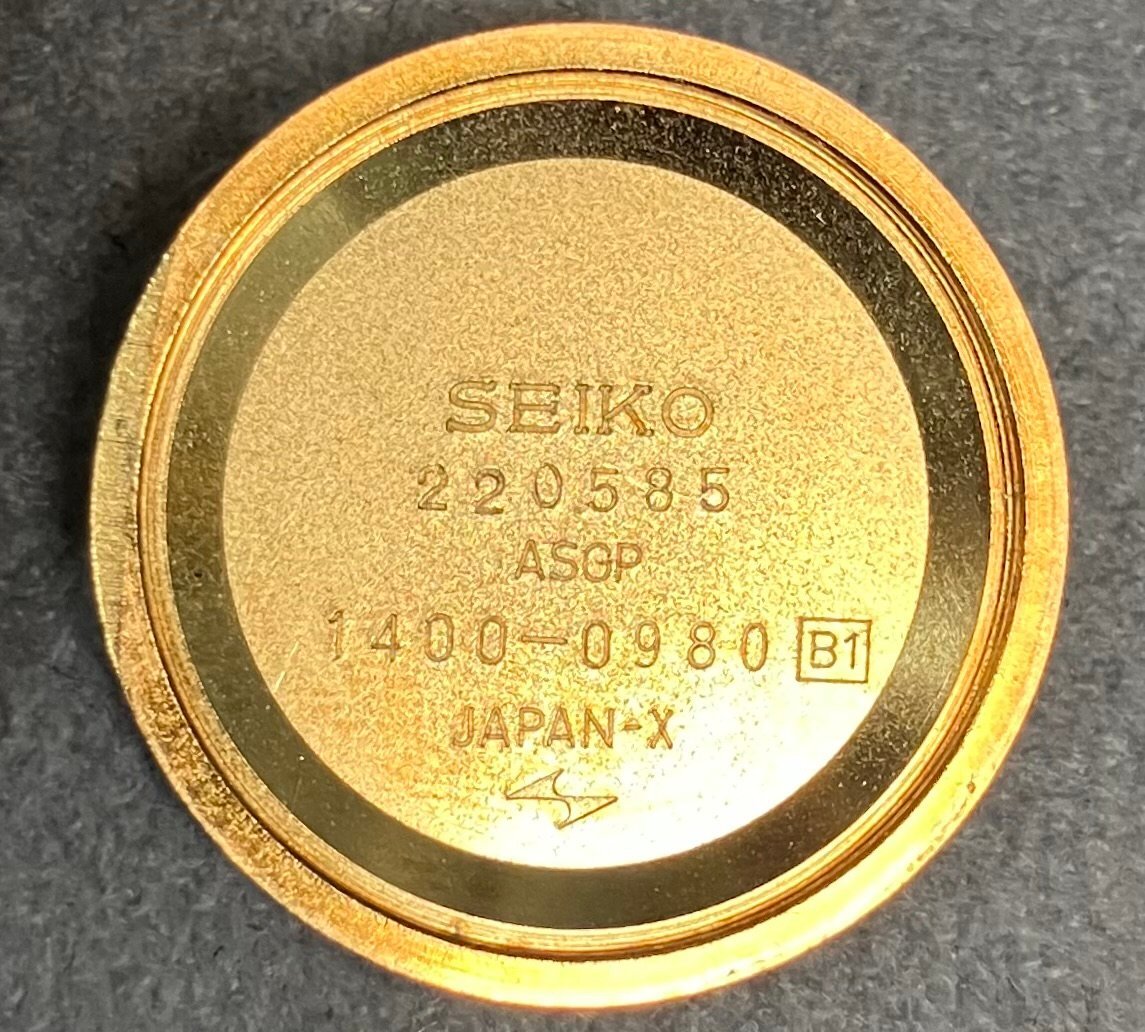 SEIKO
220585
ASGP
1400-0980 B1
JAPAN-X